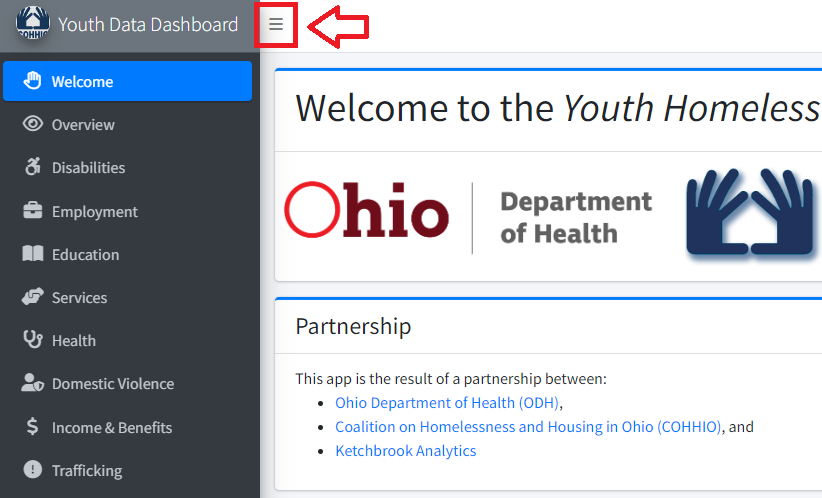 COHHIO
Youth Data Dashboard
Welcome
Overview
Disabilities
Employment
Education
Services
Health
Domestic Violence
Income & Benefits
Trafficking
Welcome to the Youth Homeless
Ohio
Department
of Health
Partnership
This app is the result of a partnership between:
• Ohio Department of Health (ODH),
• Coalition on Homelessness and Housing in Ohio (COHHIO), and
• Ketchbrook Analytics